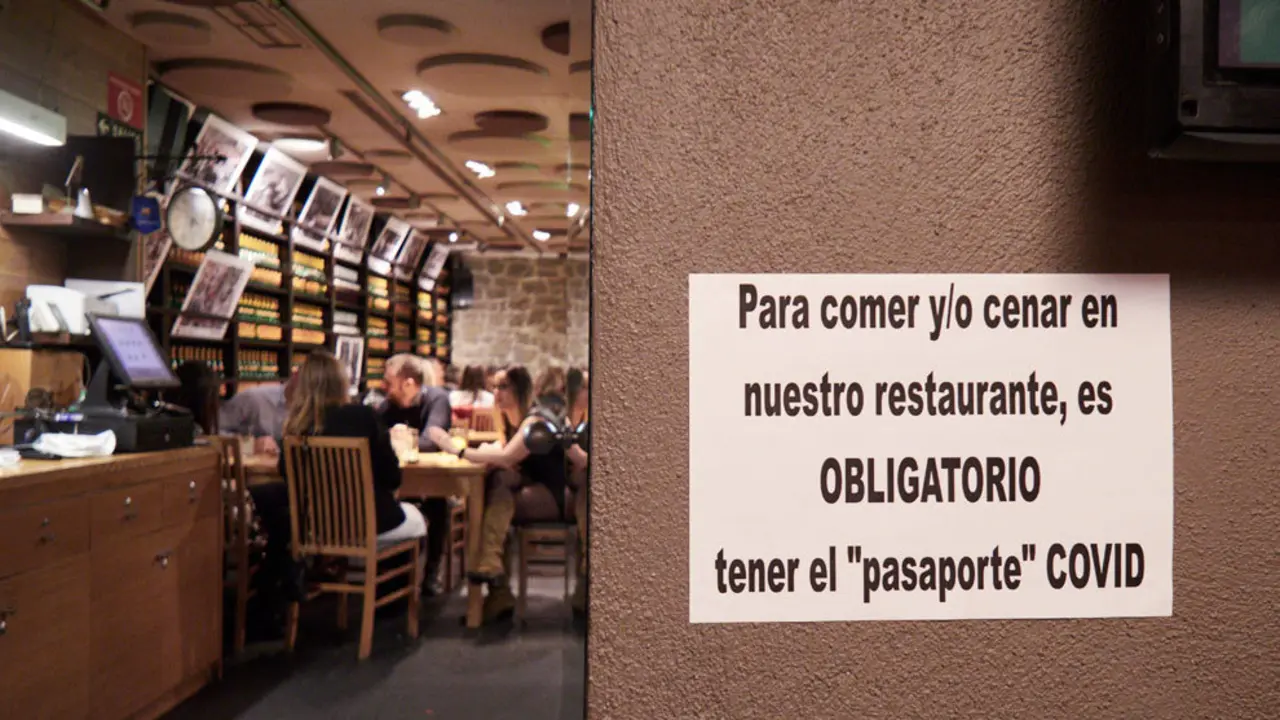 Para comer y/o cenar en
nuestro restaurante, es
OBLIGATORIO
tener el "pasaporte" COVID